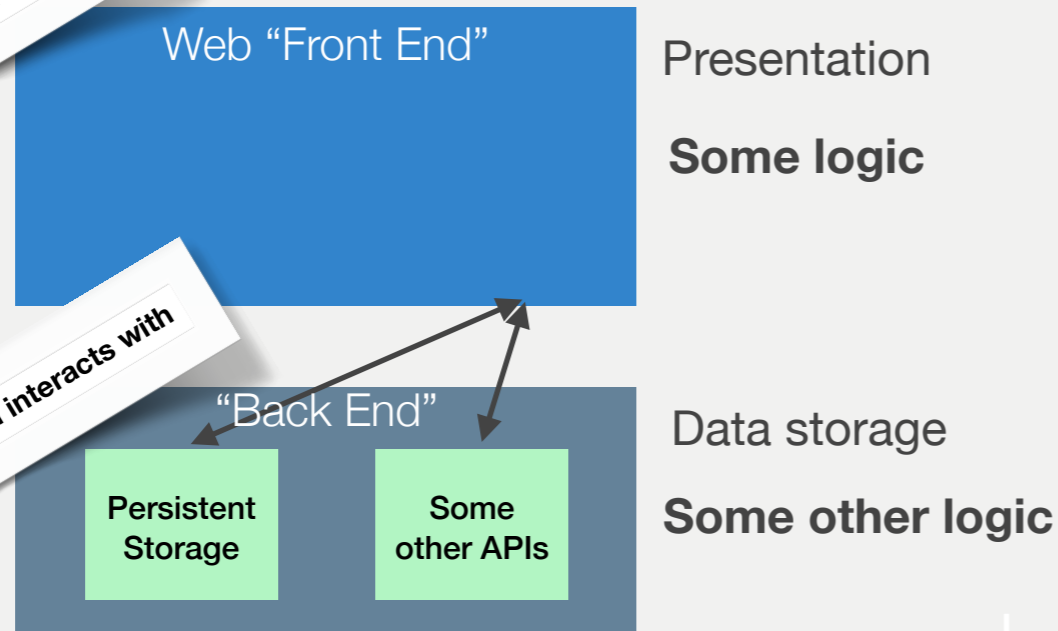 Web “Front End”
Presentation
Some logic
interacts with
“Back End”
Data storage
Persistent
Storage
Some
other APIs
Some other logic